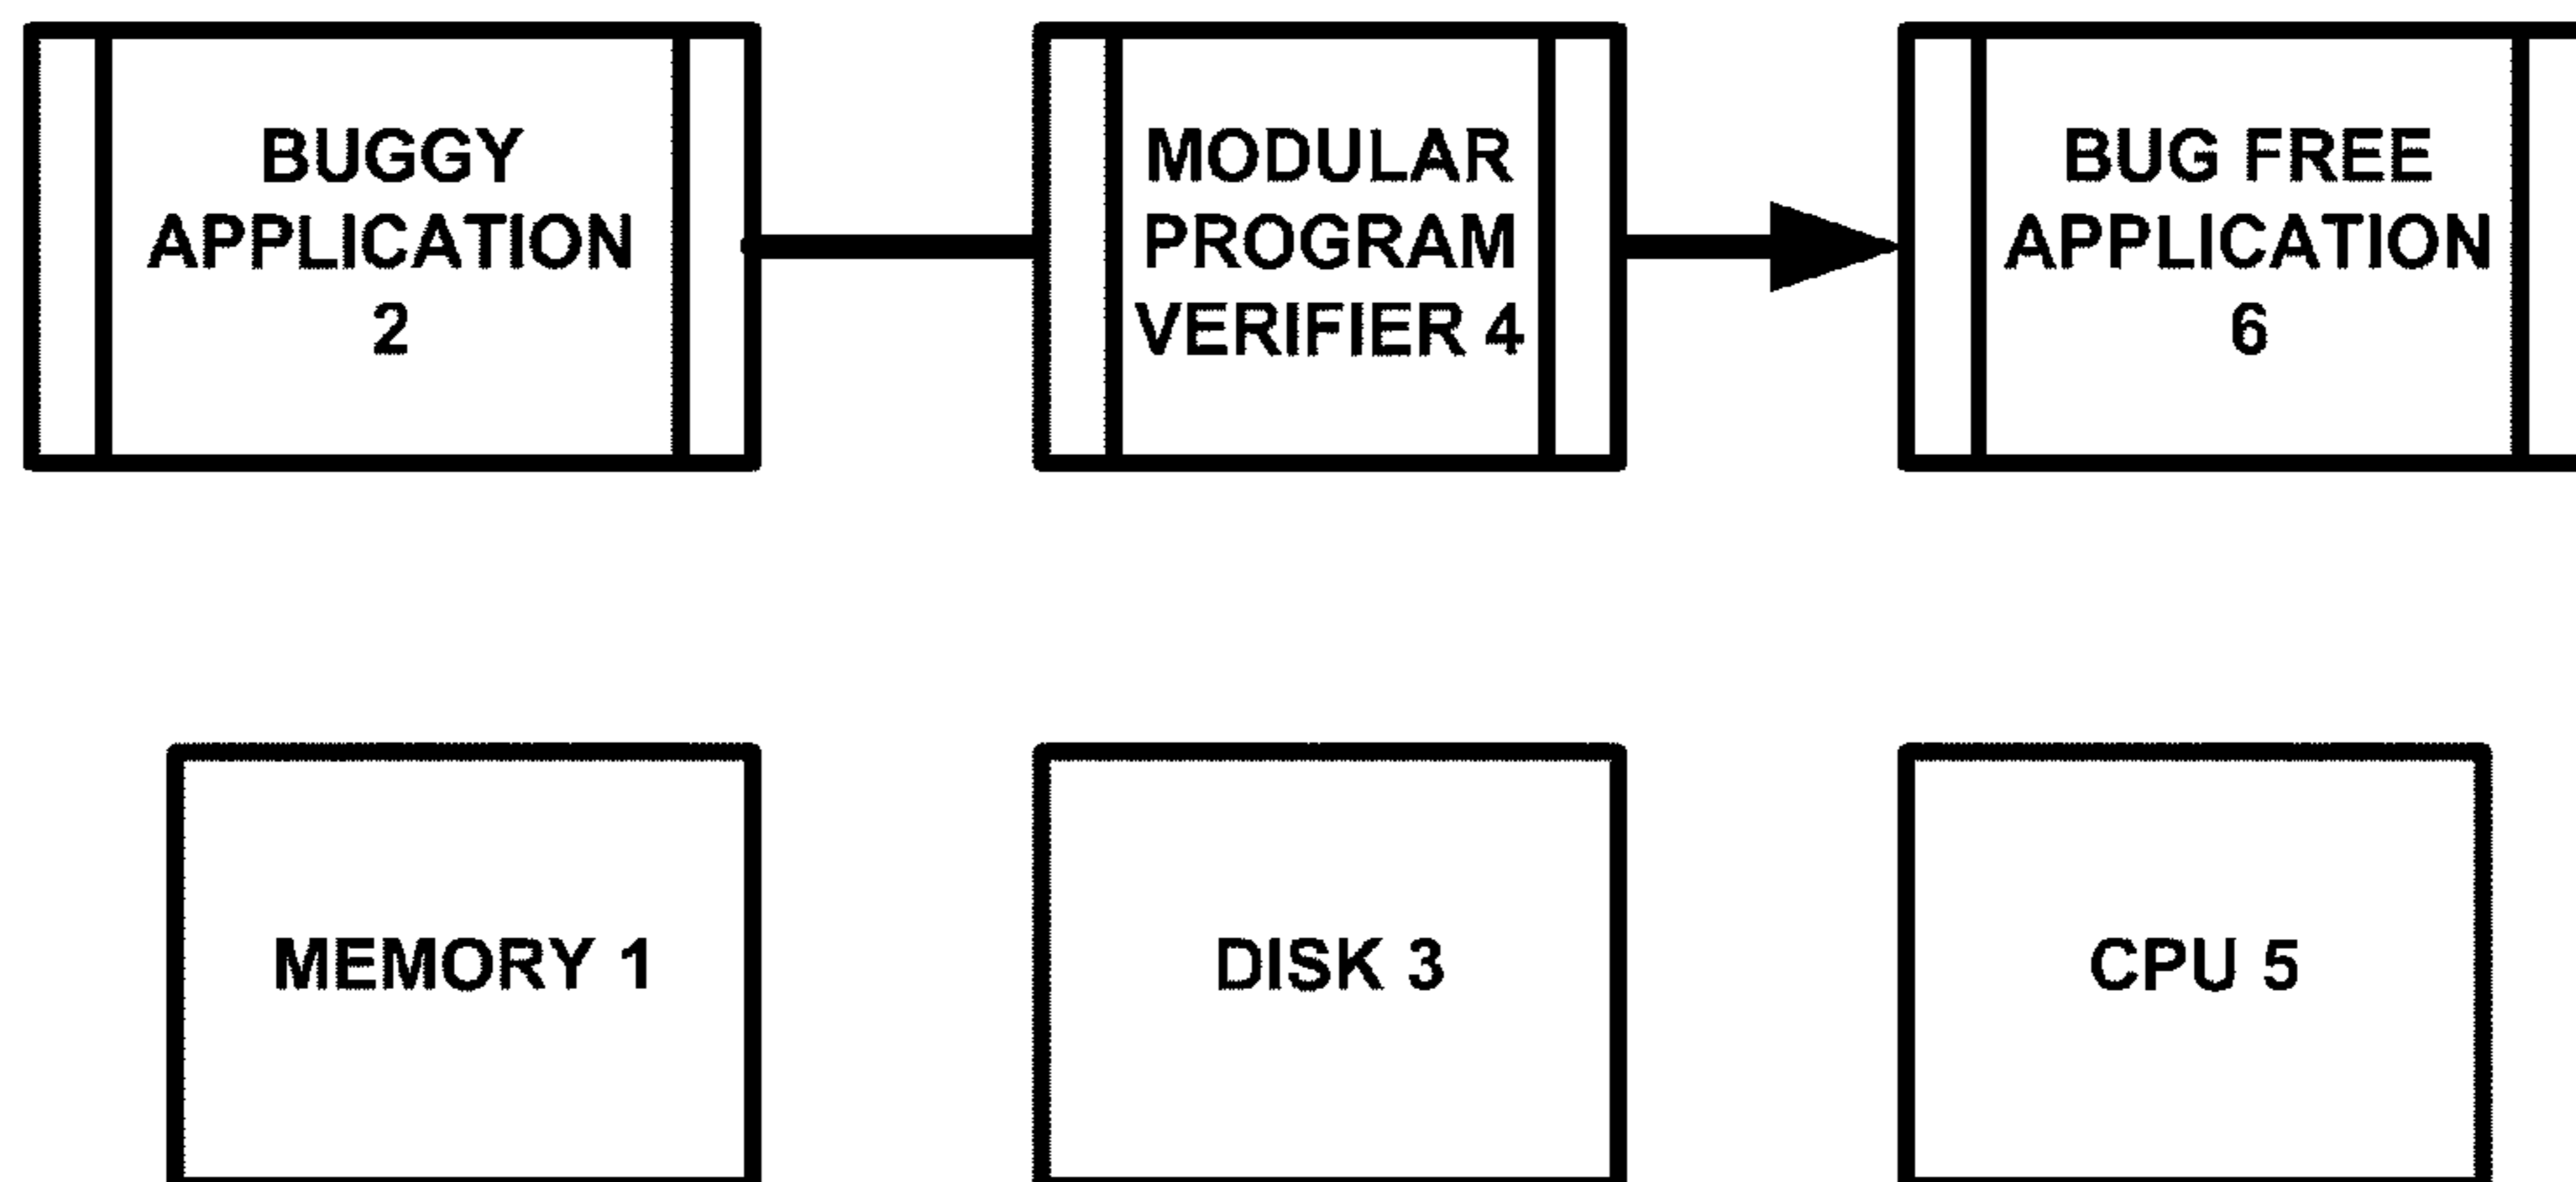 BUGGY
APPLICATION
2
MODULAR
PROGRAM
VERIFIER 4
BUG FREE
APPLICATION
6
MEMORY 1
DISK 3
CPU 5